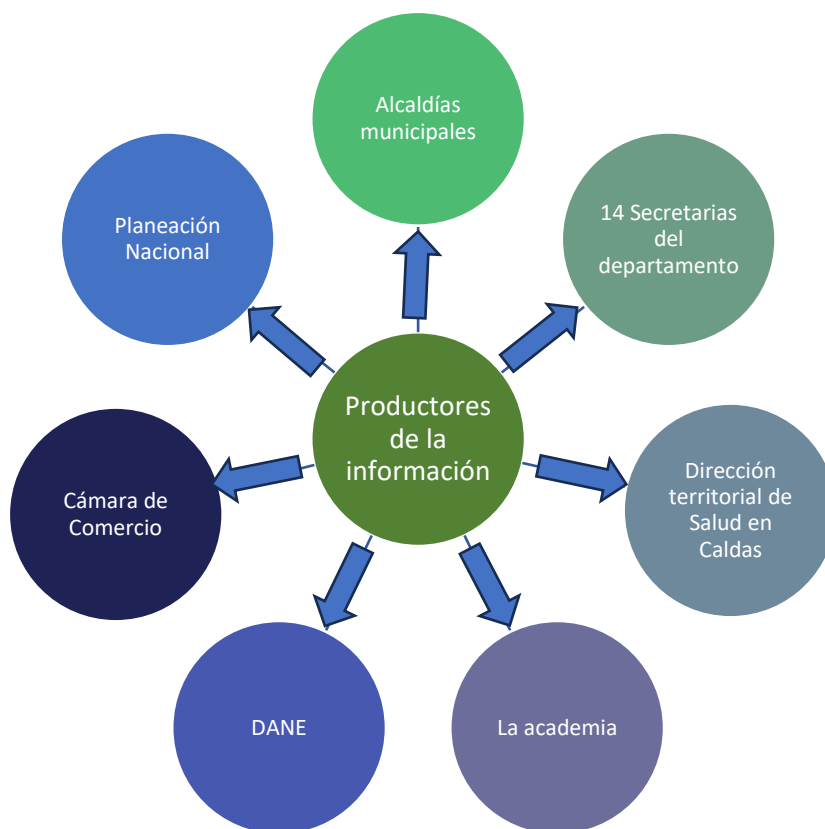 Alcaldías
municipales
14 Secretarias
del
departamento
Dirección
territorial de
Salud en
Caldas
La academia
DANE
Cámara de
Comercio
Planeación
Nacional
Productores
de la
información